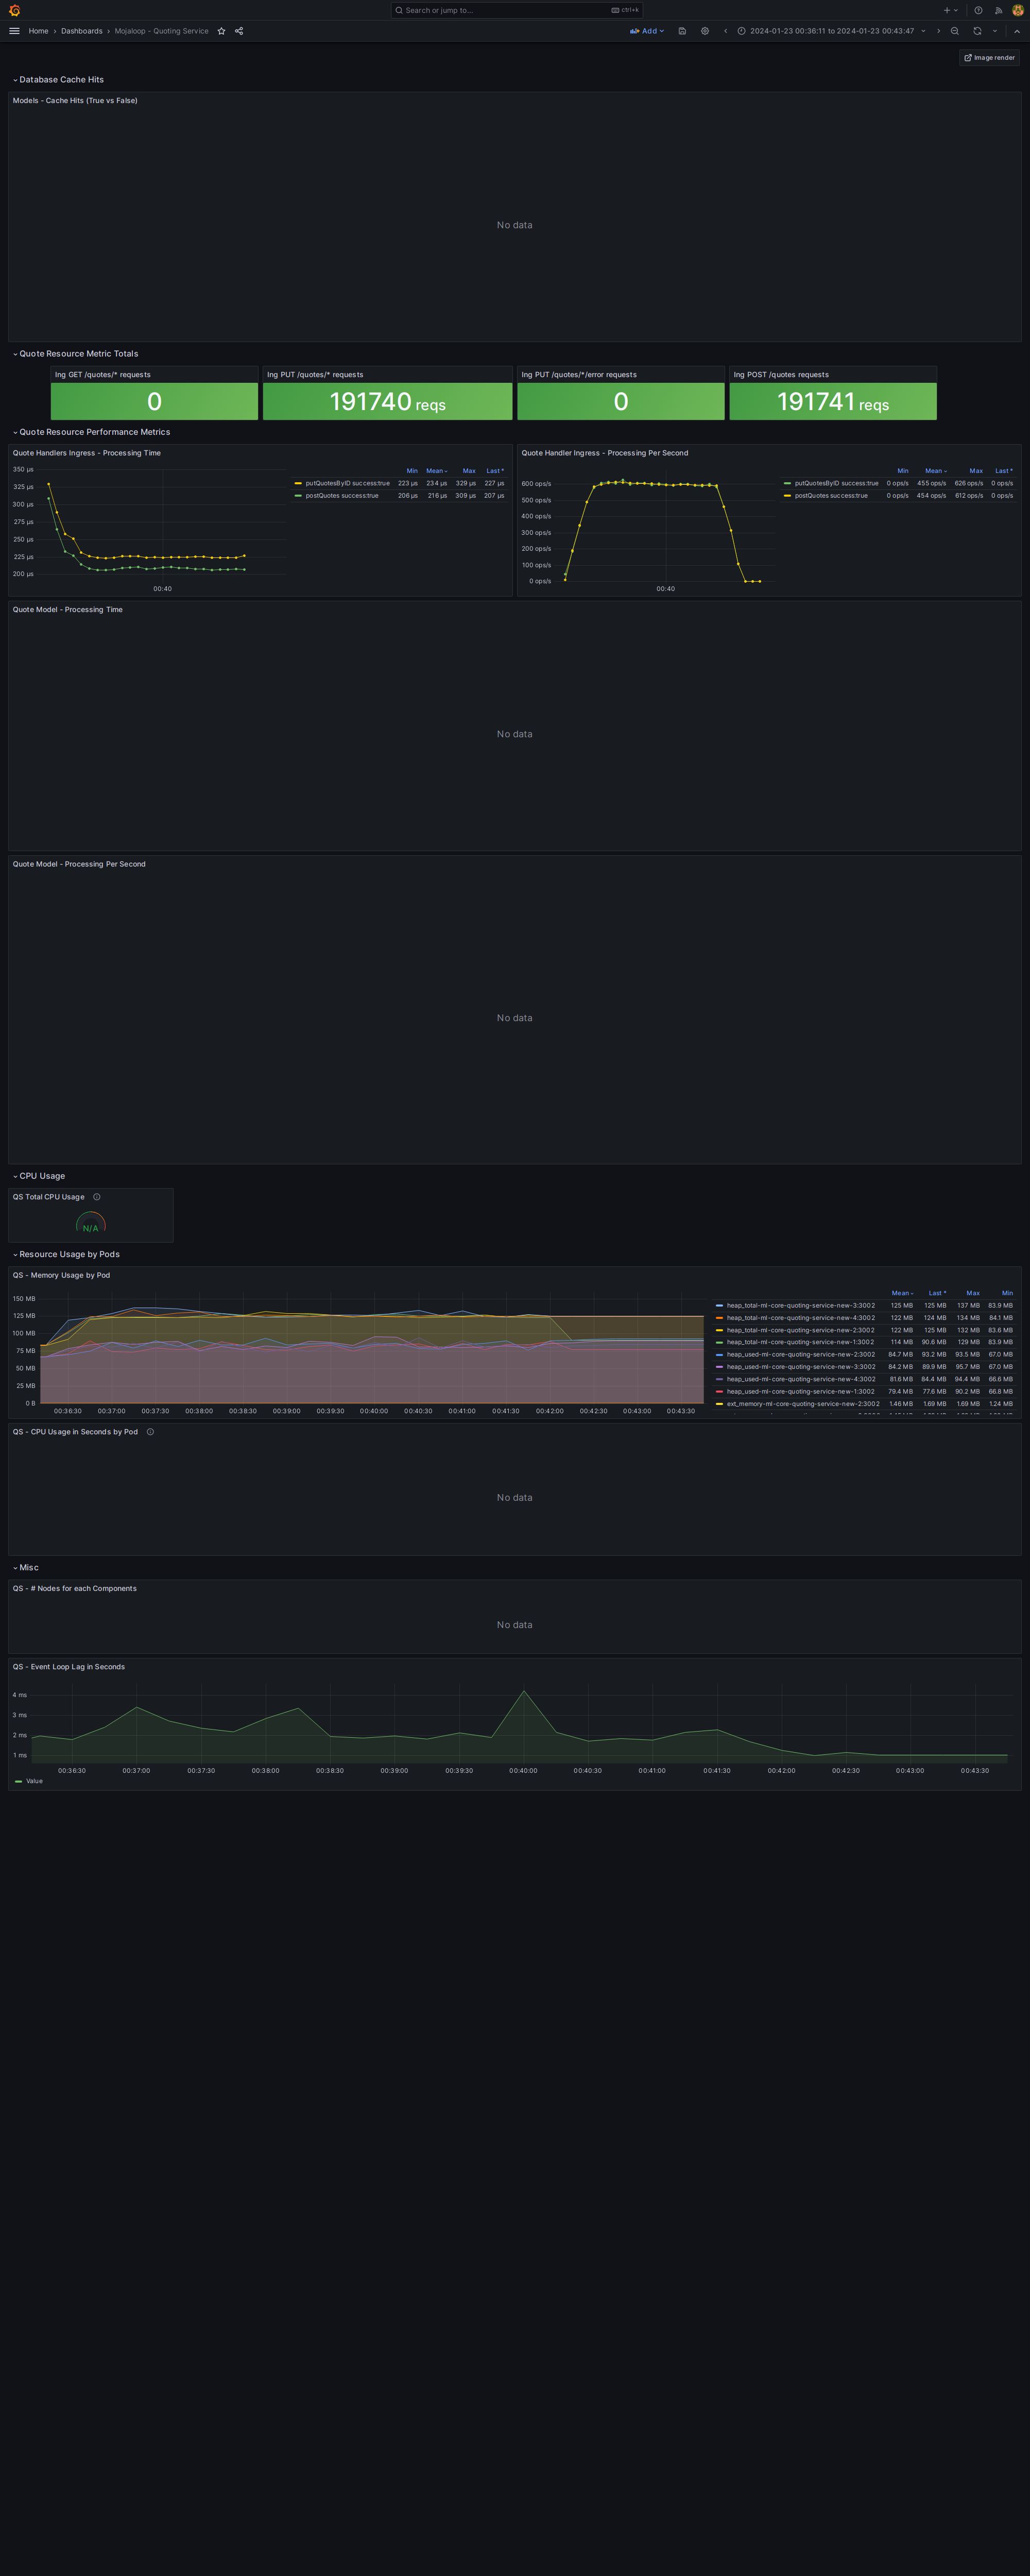 Search or jump to... ctrl+k
Home › Dashboards › Mojaloop - Quoting Service Add 2024-01-23 00:36:11 to 2024-01-23 00:43:47
Image render
Database Cache Hits
Models - Cache Hits (True vs False)
No data
Quote Resource Metric Totals
Ing GET /quotes/* requests
0
Ing PUT /quotes/* requests
191740 reqs
Ing PUT /quotes/*/error requests
0
Ing POST /quotes requests
191741 reqs
Quote Resource Performance Metrics
Quote Handlers Ingress - Processing Time
350 µs
325 µs
300 µs
275 µs
250 µs
225 µs
200 µs
00:40
Min Mean Max Last *
putQuotesByID success:true 223 µs 234 µs 329 µs 227 µs
postQuotes success:true 206 µs 216 µs 309 µs 207 µs
Quote Handler Ingress - Processing Per Second
600 ops/s
500 ops/s
400 ops/s
300 ops/s
200 ops/s
100 ops/s
0 ops/s
00:40
Min Mean Max Last *
putQuotesByID success:true 0 ops/s 455 ops/s 626 ops/s 0 ops/s
postQuotes success:true 0 ops/s 454 ops/s 612 ops/s 0 ops/s
Quote Model - Processing Time
No data
Quote Model - Processing Per Second
No data
CPU Usage
QS Total CPU Usage
N/A
Resource Usage by Pods
QS - Memory Usage by Pod
150 MB
125 MB
100 MB
75 MB
50 MB
25 MB
0 B
00:36:30 00:37:00 00:37:30 00:38:00 00:38:30 00:39:00 00:39:30 00:40:00 00:40:30 00:41:00 00:41:30 00:42:00 00:42:30 00:43:00 00:43:30
Mean Last * Max Min
heap_total-ml-core-quoting-service-new-3:3002 125 MB 125 MB 137 MB 83.9 MB
heap_total-ml-core-quoting-service-new-4:3002 122 MB 124 MB 134 MB 84.1 MB
heap_total-ml-core-quoting-service-new-2:3002 122 MB 125 MB 132 MB 83.6 MB
heap_total-ml-core-quoting-service-new-1:3002 114 MB 90.6 MB 129 MB 83.9 MB
heap_used-ml-core-quoting-service-new-2:3002 84.7 MB 93.2 MB 93.5 MB 67.0 MB
heap_used-ml-core-quoting-service-new-3:3002 84.2 MB 89.9 MB 95.7 MB 67.0 MB
heap_used-ml-core-quoting-service-new-4:3002 81.6 MB 84.4 MB 94.4 MB 66.6 MB
heap_used-ml-core-quoting-service-new-1:3002 79.4 MB 77.6 MB 90.2 MB 66.8 MB
ext_memory-ml-core-quoting-service-new-2:3002 1.46 MB 1.69 MB 1.69 MB 1.24 MB
QS - CPU Usage in Seconds by Pod
No data
Misc
QS - # Nodes for each Components
No data
QS - Event Loop Lag in Seconds
4 ms
3 ms
2 ms
1 ms
00:36:30 00:37:00 00:37:30 00:38:00 00:38:30 00:39:00 00:39:30 00:40:00 00:40:30 00:41:00 00:41:30 00:42:00 00:42:30 00:43:00 00:43:30
Value